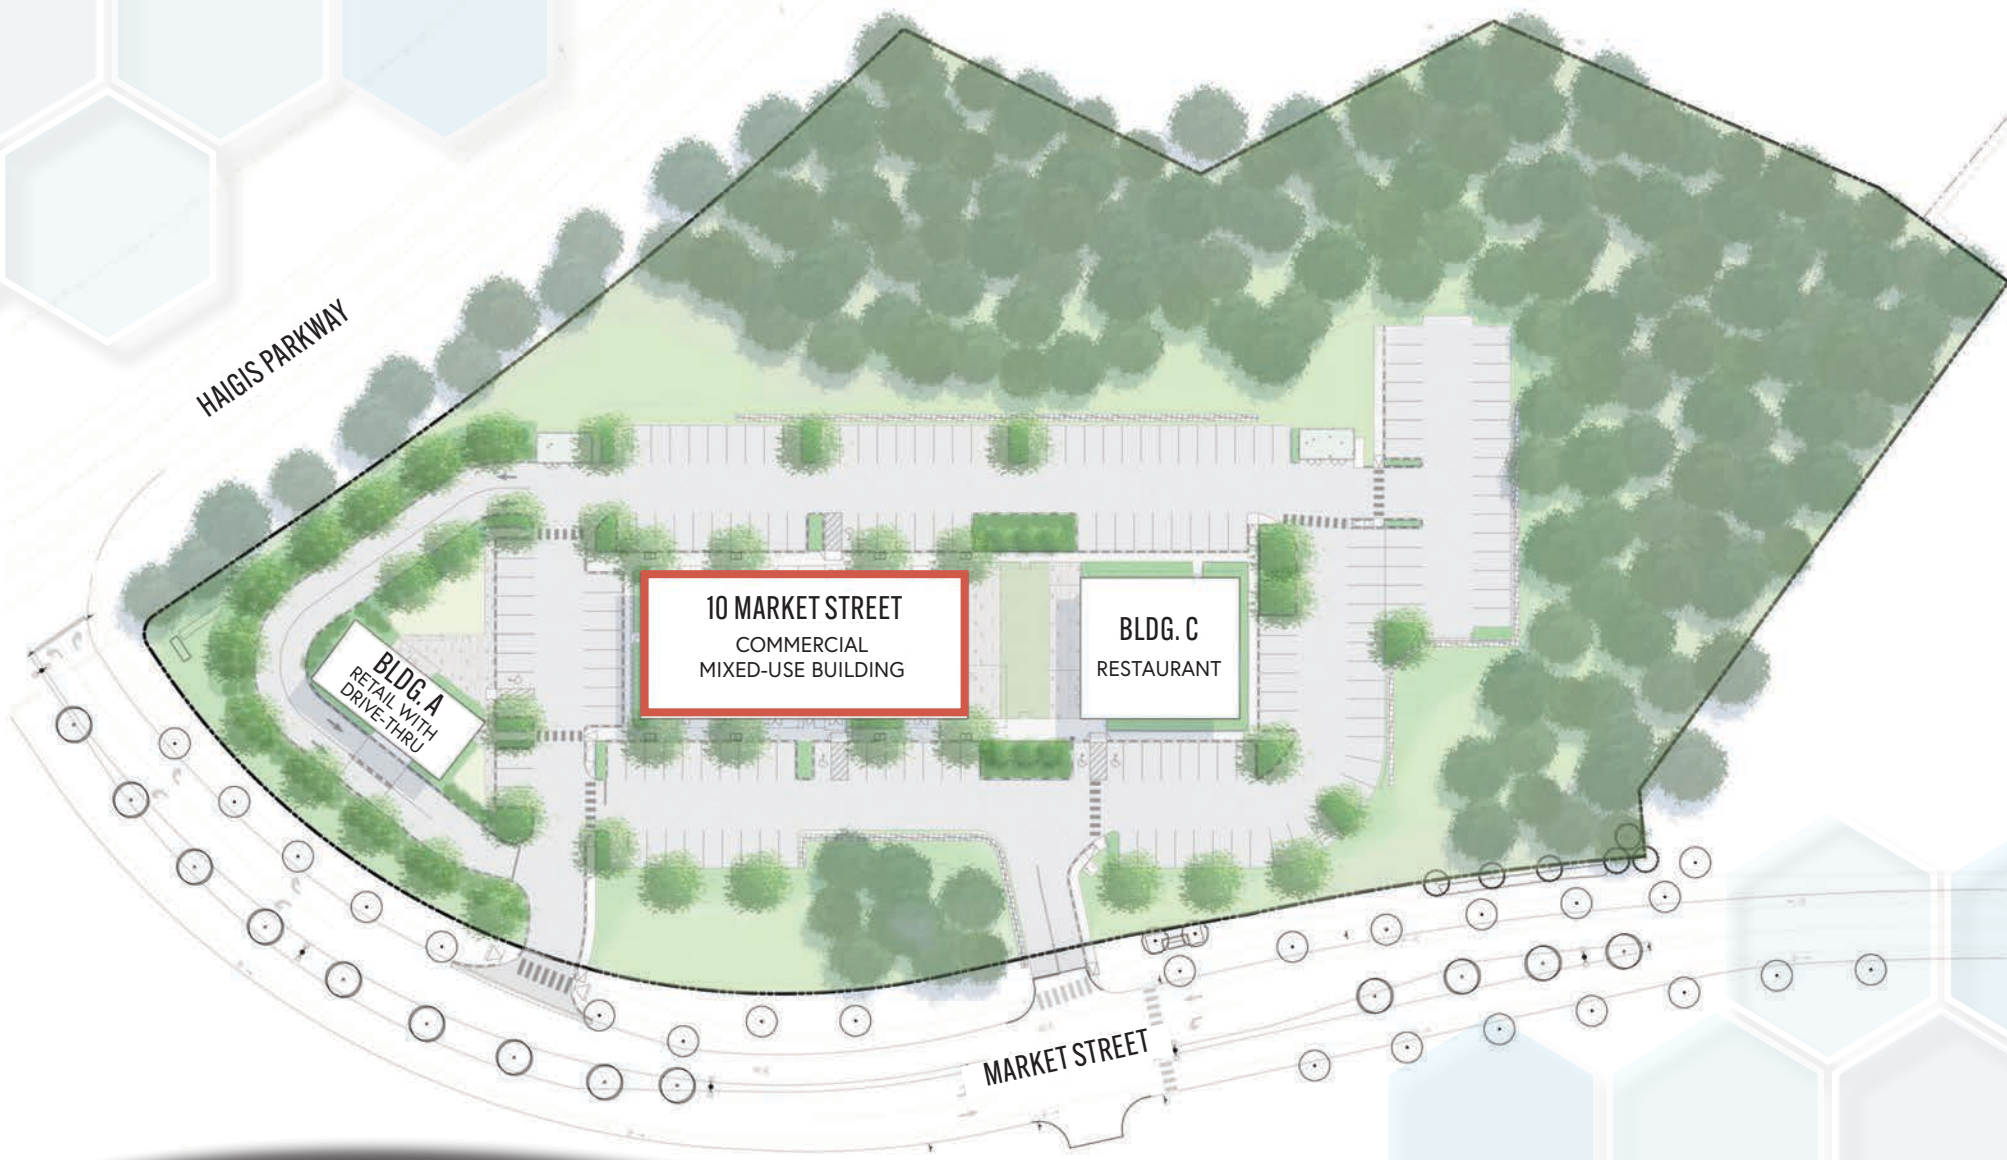 HAIGIS PARKWAY
10 MARKET STREET
COMMERCIAL
MIXED-USE BUILDING
BLDG. C
RESTAURANT
BLDG. A
RETAIL WITH
DRIVE-THRU
MARKET STREET